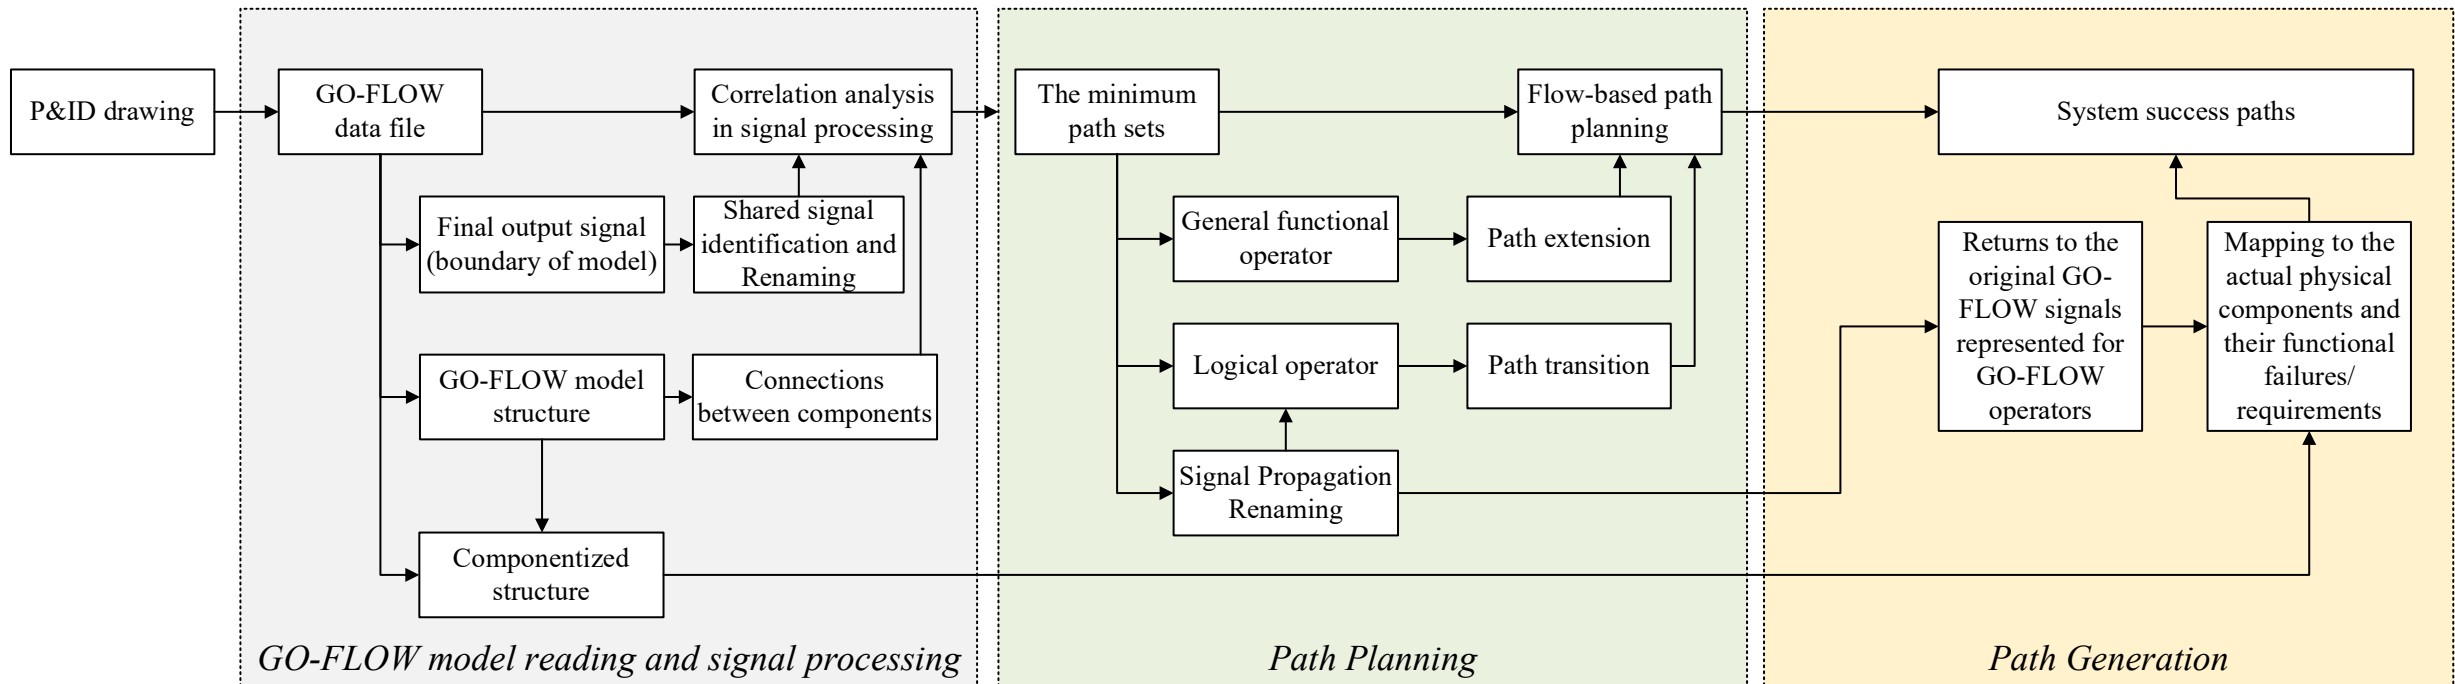 P&ID drawing
GO-FLOW
data file
Correlation analysis
in signal processing
Final output signal
(boundary of model)
Shared signal
identification and
Renaming
GO-FLOW model
structure
Connections
between components
Componentized
structure
GO-FLOW model reading and signal processing
The minimum
path sets
Flow-based path
planning
General functional
operator
Path extension
Logical operator
Path transition
Signal Propagation
Renaming
Path Planning
System success paths
Returns to the
original GO-
FLOW signals
represented for
GO-FLOW
operators
Mapping to the
actual physical
components and
their functional
failures/
requirements
Path Generation